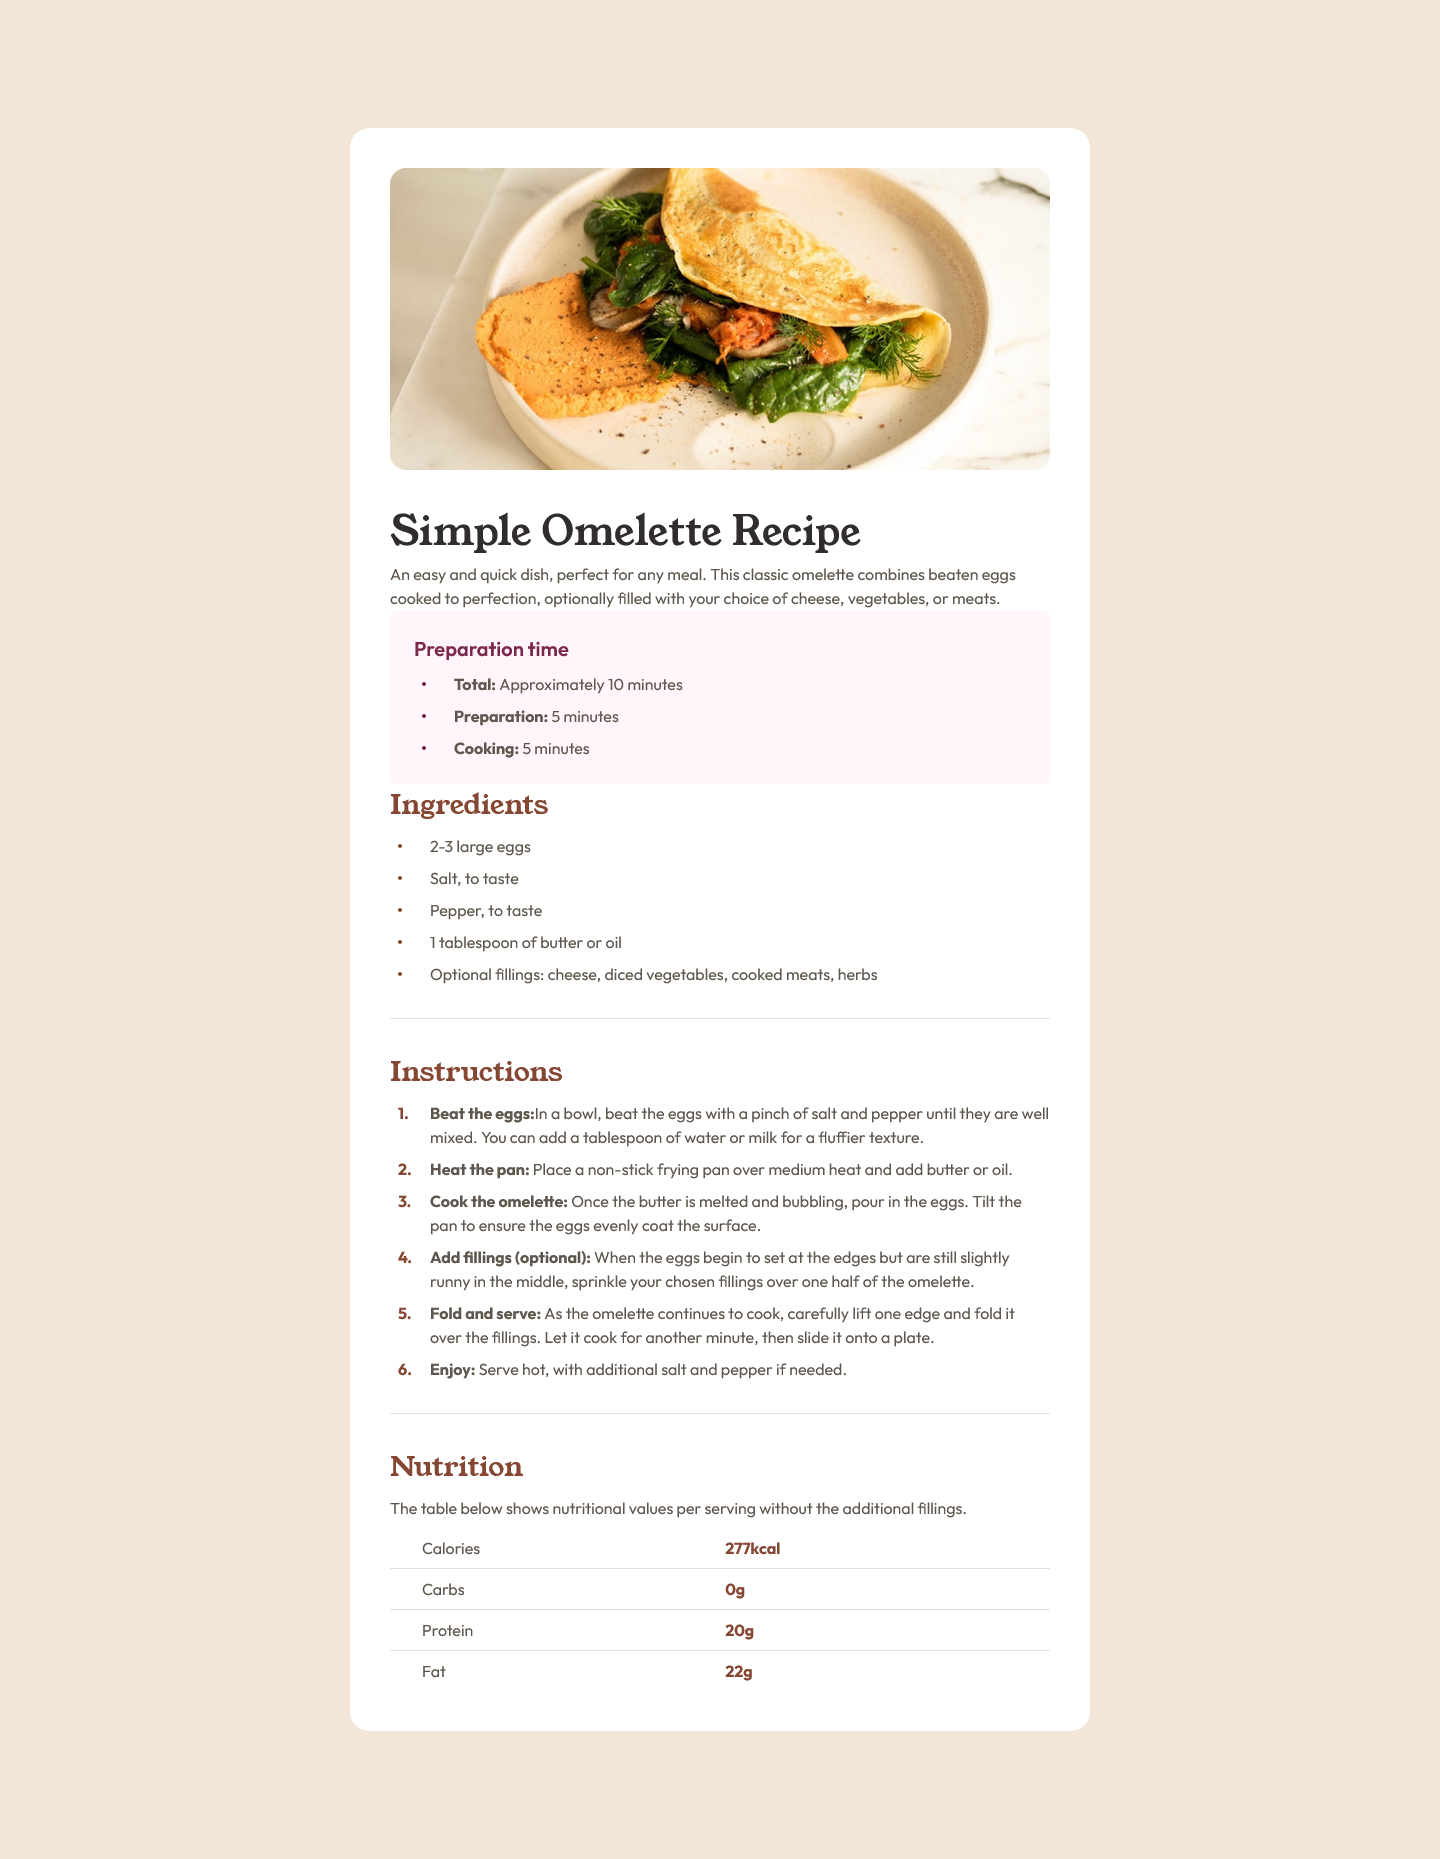 Simple Omelette Recipe
An easy and quick dish, perfect for any meal. This classic omelette combines beaten eggs
cooked to perfection, optionally filled with your choice of cheese, vegetables, or meats.
Preparation time
• Total: Approximately 10 minutes
• Preparation: 5 minutes
• Cooking: 5 minutes
Ingredients
• 2-3 large eggs
• Salt, to taste
• Pepper, to taste
• 1 tablespoon of butter or oil
• Optional fillings: cheese, diced vegetables, cooked meats, herbs
Instructions
1. Beat the eggs:In a bowl, beat the eggs with a pinch of salt and pepper until they are well
mixed. You can add a tablespoon of water or milk for a fluffier texture.
2. Heat the pan: Place a non-stick frying pan over medium heat and add butter or oil.
3. Cook the omelette: Once the butter is melted and bubbling, pour in the eggs. Tilt the
pan to ensure the eggs evenly coat the surface.
4. Add fillings (optional): When the eggs begin to set at the edges but are still slightly
runny in the middle, sprinkle your chosen fillings over one half of the omelette.
5. Fold and serve: As the omelette continues to cook, carefully lift one edge and fold it
over the fillings. Let it cook for another minute, then slide it onto a plate.
6. Enjoy: Serve hot, with additional salt and pepper if needed.
Nutrition
The table below shows nutritional values per serving without the additional fillings.
Calories 277kcal
Carbs 0g
Protein 20g
Fat 22g